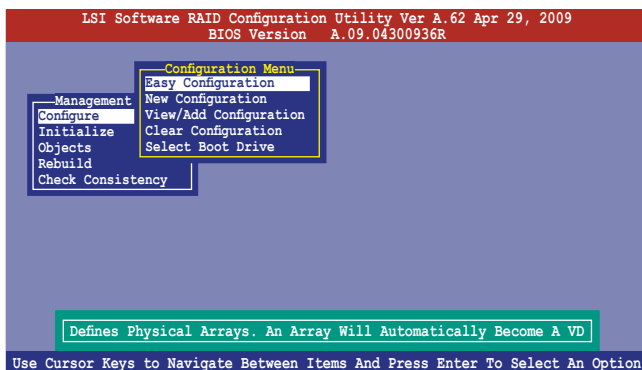 LSI Software RAID Configuration Utility Ver A.62 Apr 29, 2009
BIOS Version A.09.04300936R
Configuration Menu
Easy Configuration
New Configuration
View/Add Configuration
Clear Configuration
Select Boot Drive
Management
Configure
Initialize
Objects
Rebuild
Check Consistency
Defines Physical Arrays. An Array Will Automatically Become A VD
Use Cursor Keys to Navigate Between Items And Press Enter To Select An Option